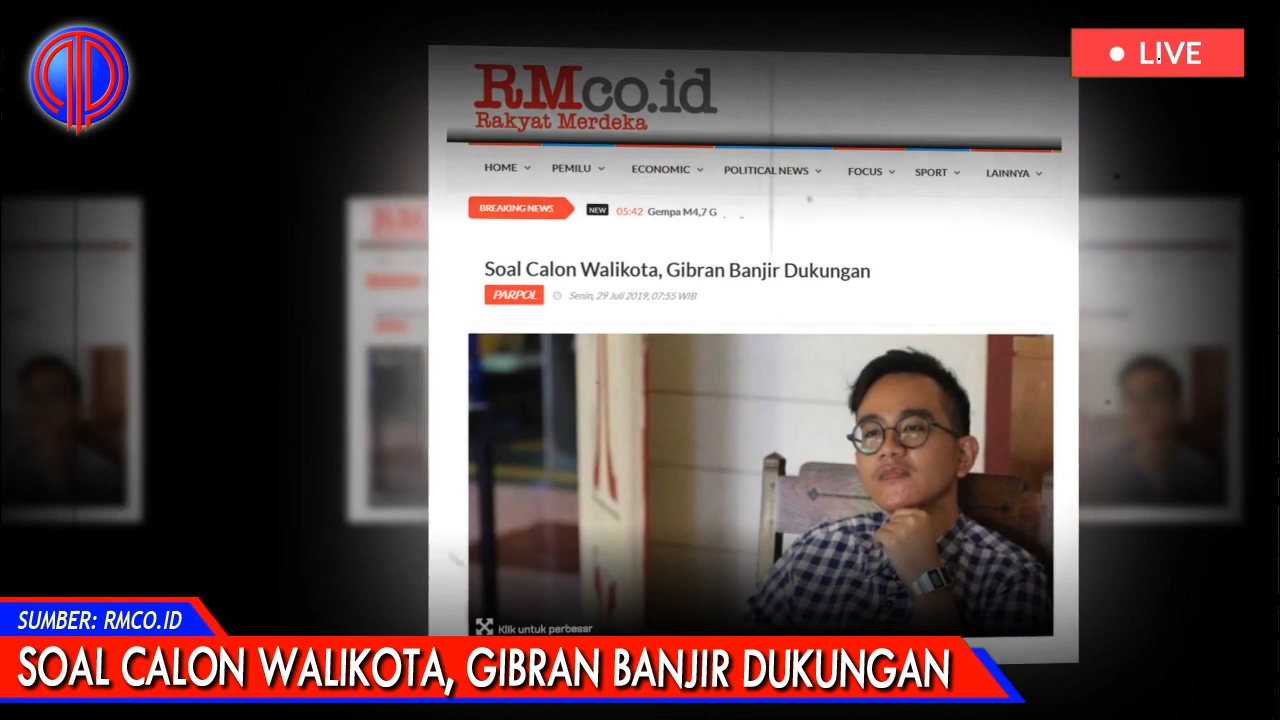 LIVE
RMco.id
Rakyat Merdeka
HOME PEMILU ECONOMIC POLITICAL NEWS FOCUS SPORT LAINNYA
BREAKING NEWS NEW 05:42 Gempa M4,7 G
Soal Calon Walikota, Gibran Banjir Dukungan
PARPOL Senin, 29 Juli 2019, 07:55 WIB
Klik untuk perbesar
SUMBER: RMCO.ID
SOAL CALON WALIKOTA, GIBRAN BANJIR DUKUNGAN